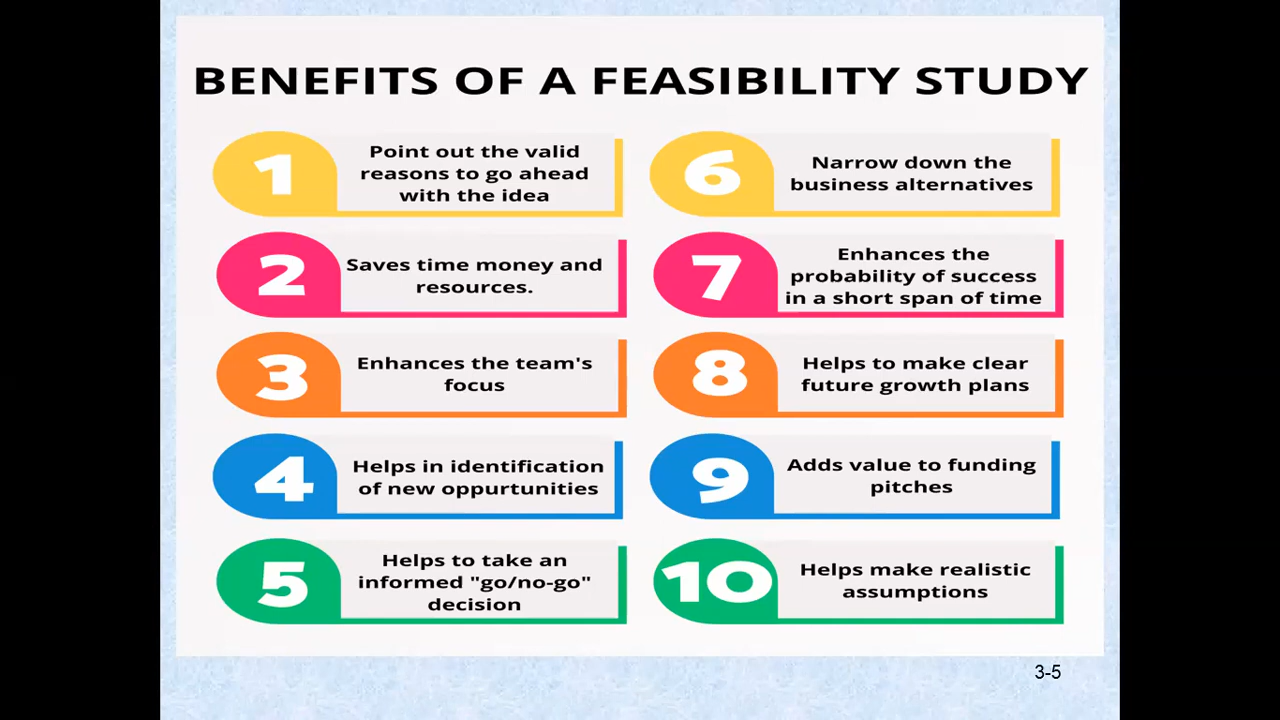 BENEFITS OF A FEASIBILITY STUDY
1
Point out the valid
reasons to go ahead
with the idea
2
Saves time money and
resources.
3
Enhances the team's
focus
4
Helps in identification
of new oppurtunities
5
Helps to take an
informed "go/no-go"
decision
6
Narrow down the
business alternatives
7
Enhances the
probability of success
in a short span of time
8
Helps to make clear
future growth plans
9
Adds value to funding
pitches
10
Helps make realistic
assumptions
3-5